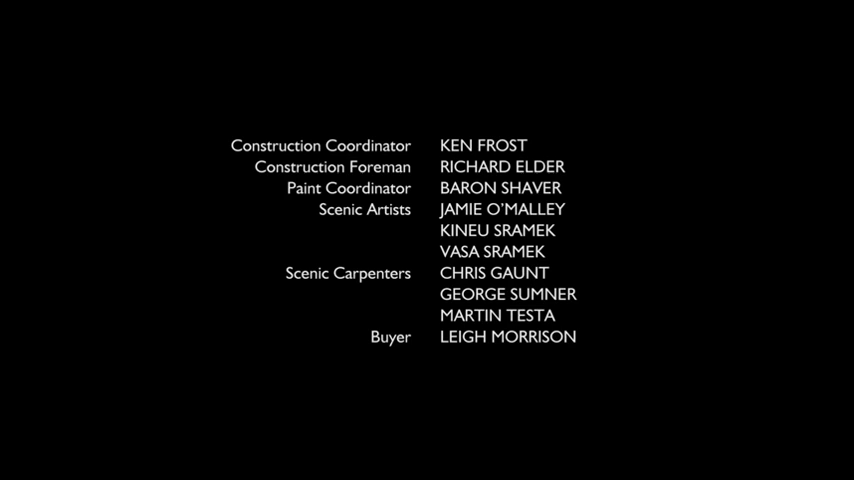 Construction Coordinator KEN FROST
Construction Foreman RICHARD ELDER
Paint Coordinator BARON SHAVER
Scenic Artists JAMIE O'MALLEY
KINEU SRAMEK
VASA SRAMEK
Scenic Carpenters CHRIS GAUNT
GEORGE SUMNER
MARTIN TESTA
Buyer LEIGH MORRISON